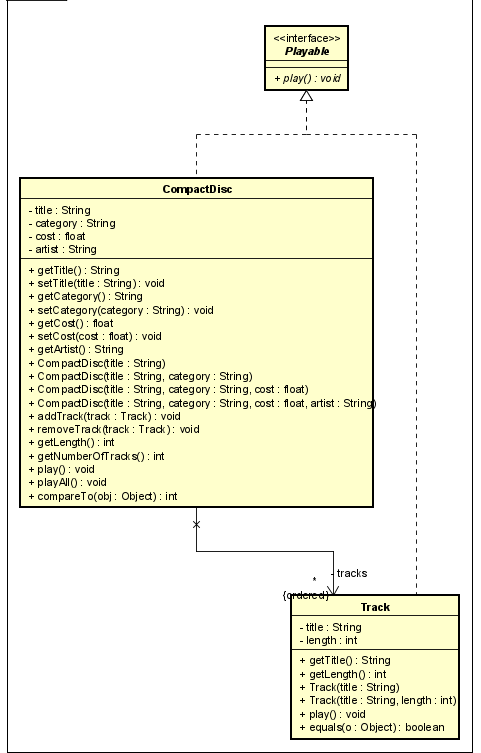 <<interface>>
Playable
+ play() : void
CompactDisc
- title : String
- category : String
- cost : float
- artist : String
+ getTitle() : String
+ setTitle(title : String) : void
+ getCategory() : String
+ setCategory(category : String) : void
+ getCost() : float
+ setCost(cost : float) : void
+ getArtist() : String
+ CompactDisc(title : String)
+ CompactDisc(title : String, category : String)
+ CompactDisc(title : String, category : String, cost : float)
+ CompactDisc(title : String, category : String, cost : float, artist : String)
+ addTrack(track : Track) : void
+ removeTrack(track : Track) : void
+ getLength() : int
+ getNumberOfTracks() : int
+ play() : void
+ playAll() : void
+ compareTo(obj : Object) : int
- tracks
*
{ordered}
Track
- title : String
- length : int
+ getTitle() : String
+ getLength() : int
+ Track(title : String)
+ Track(title : String, length : int)
+ play() : void
+ equals(o : Object) : boolean